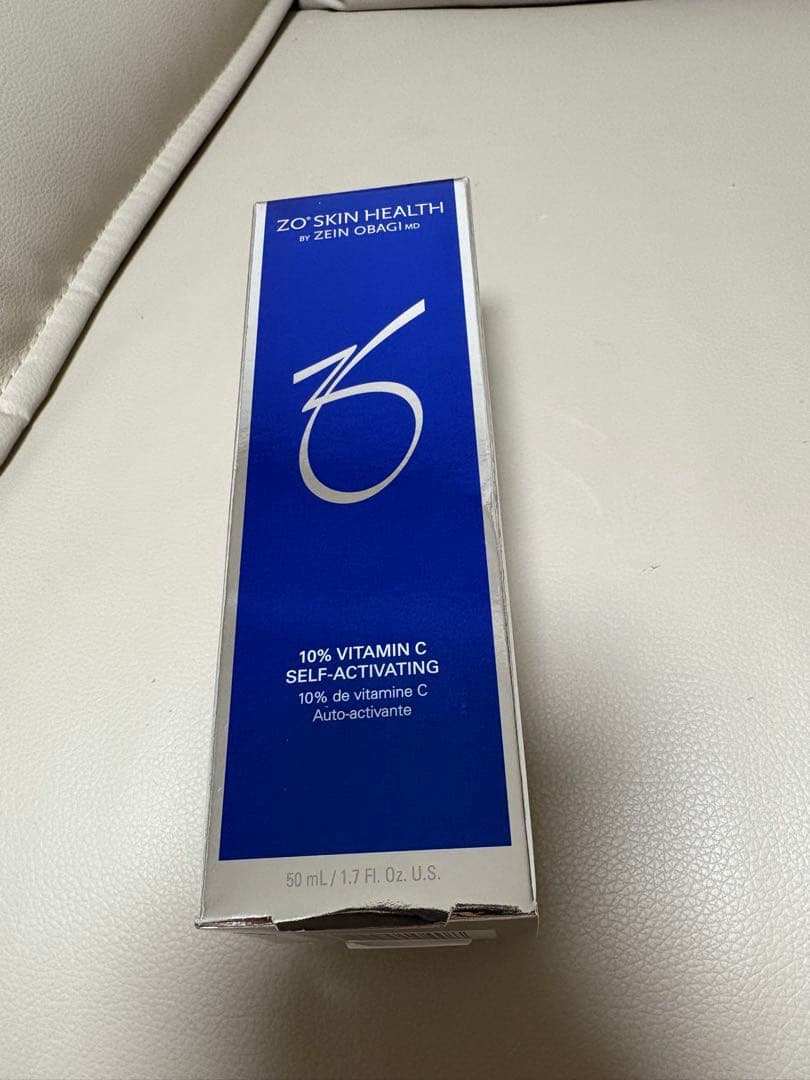 ZO® SKIN HEALTH
BY ZEIN OBAGI MD
ZO
10% VITAMIN C
SELF-ACTIVATING
10% de vitamine C
Auto-activante
50 mL / 1.7 Fl. Oz. U.S.